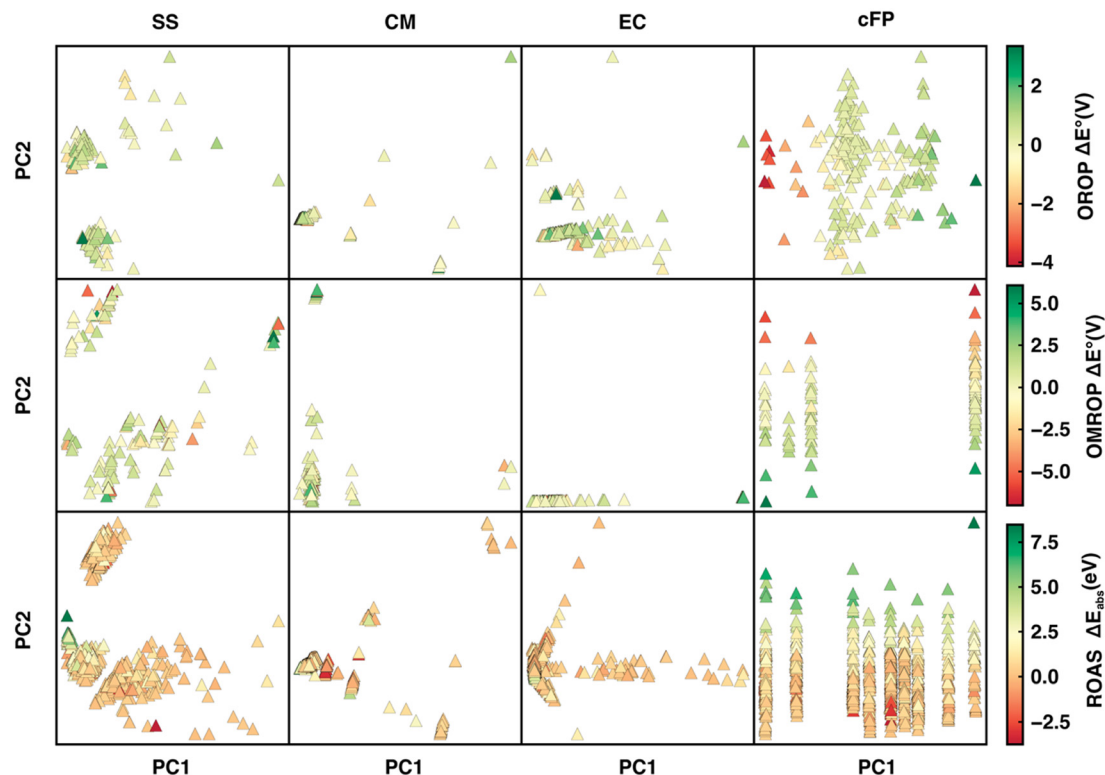 SS CM EC cFP
PC2
2
0
−2
−4
OROP ΔE°(V)
PC2
5.0
2.5
0.0
−2.5
−5.0
OMROP ΔE°(V)
PC2
7.5
5.0
2.5
0.0
−2.5
ROAS ΔEabs(eV)
PC1 PC1 PC1 PC1